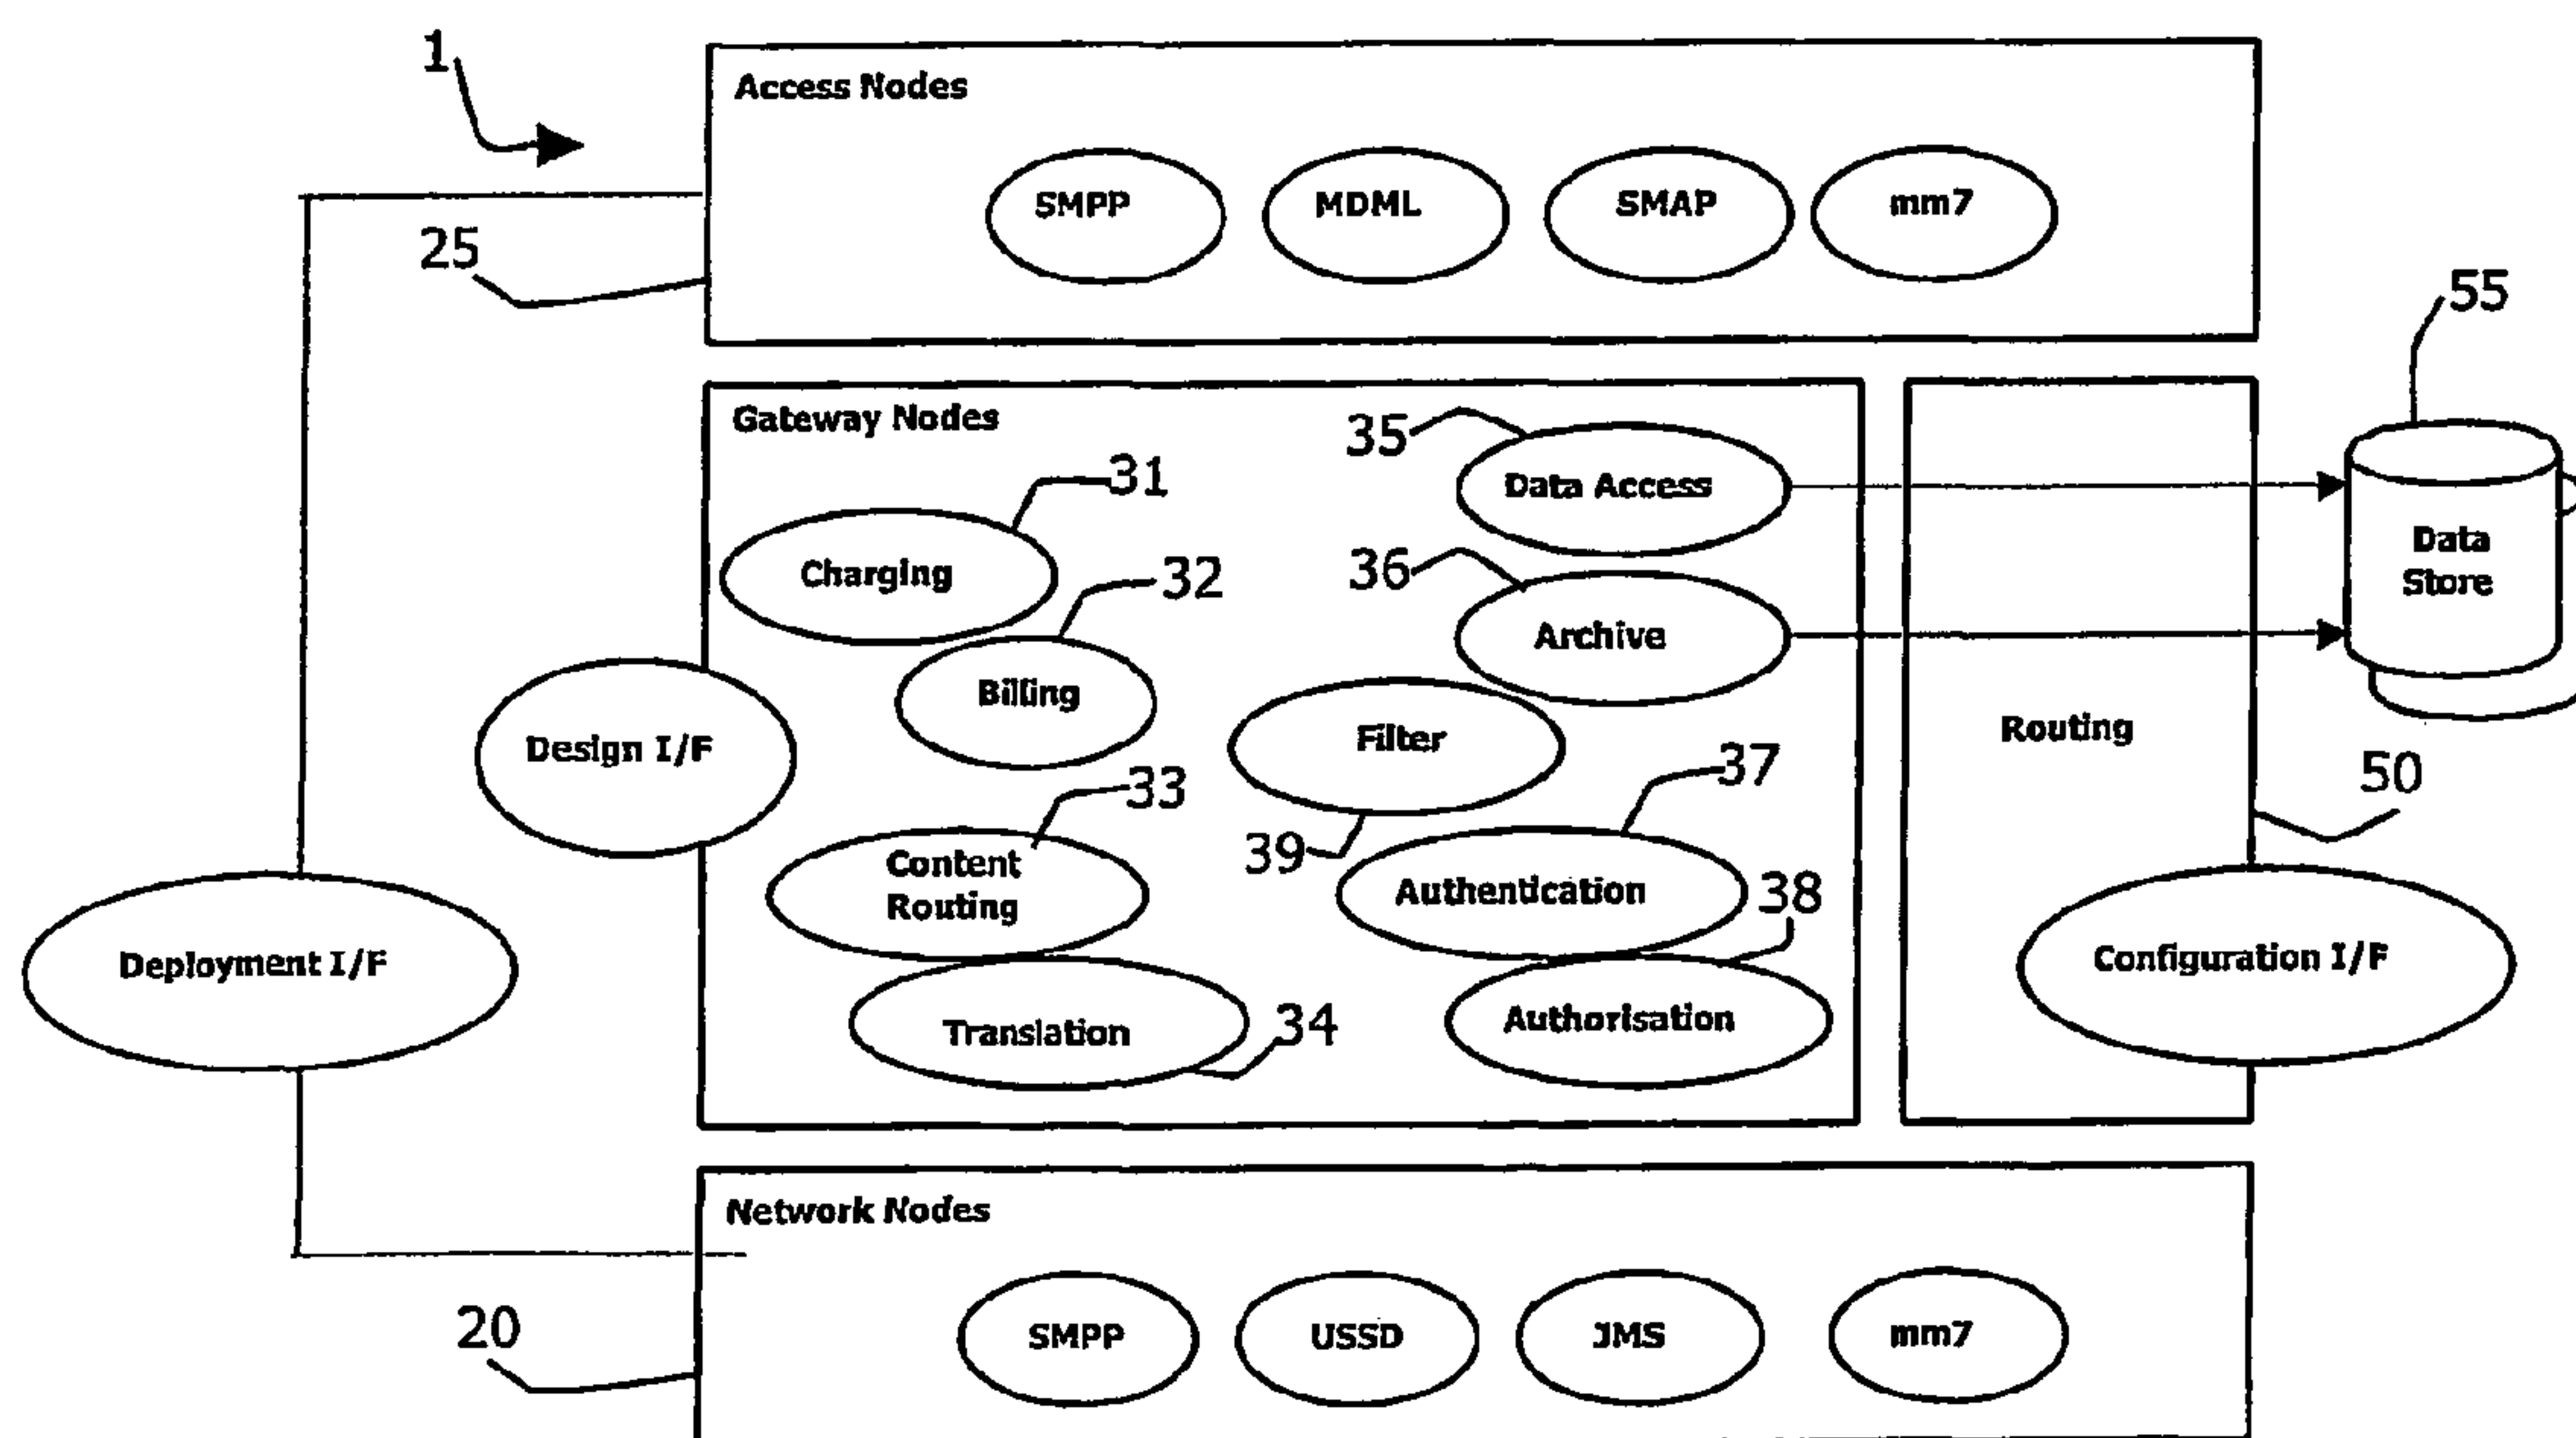 1
Access Nodes
SMPP
MDML
SMAP
mm7
25
55
Gateway Nodes
35
Data Access
31
Charging
36
Archive
Data
Store
32
Billing
Design I/F
Filter
Routing
37
50
33
39
Content
Routing
Authentication
38
Deployment I/F
Configuration I/F
Translation
34
Authorisation
Network Nodes
20
SMPP
USSD
JMS
mm7